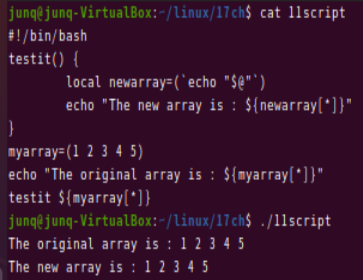 junq@junq-VirtualBox:~/linux/17ch$ cat 11script
#!/bin/bash
testit() {
        local newarray=(`echo "$@"`)
        echo "The new array is : ${newarray[*]}"
}
myarray=(1 2 3 4 5)
echo "The original array is : ${myarray[*]}"
testit ${myarray[*]}
junq@junq-VirtualBox:~/linux/17ch$ ./11script
The original array is : 1 2 3 4 5
The new array is : 1 2 3 4 5